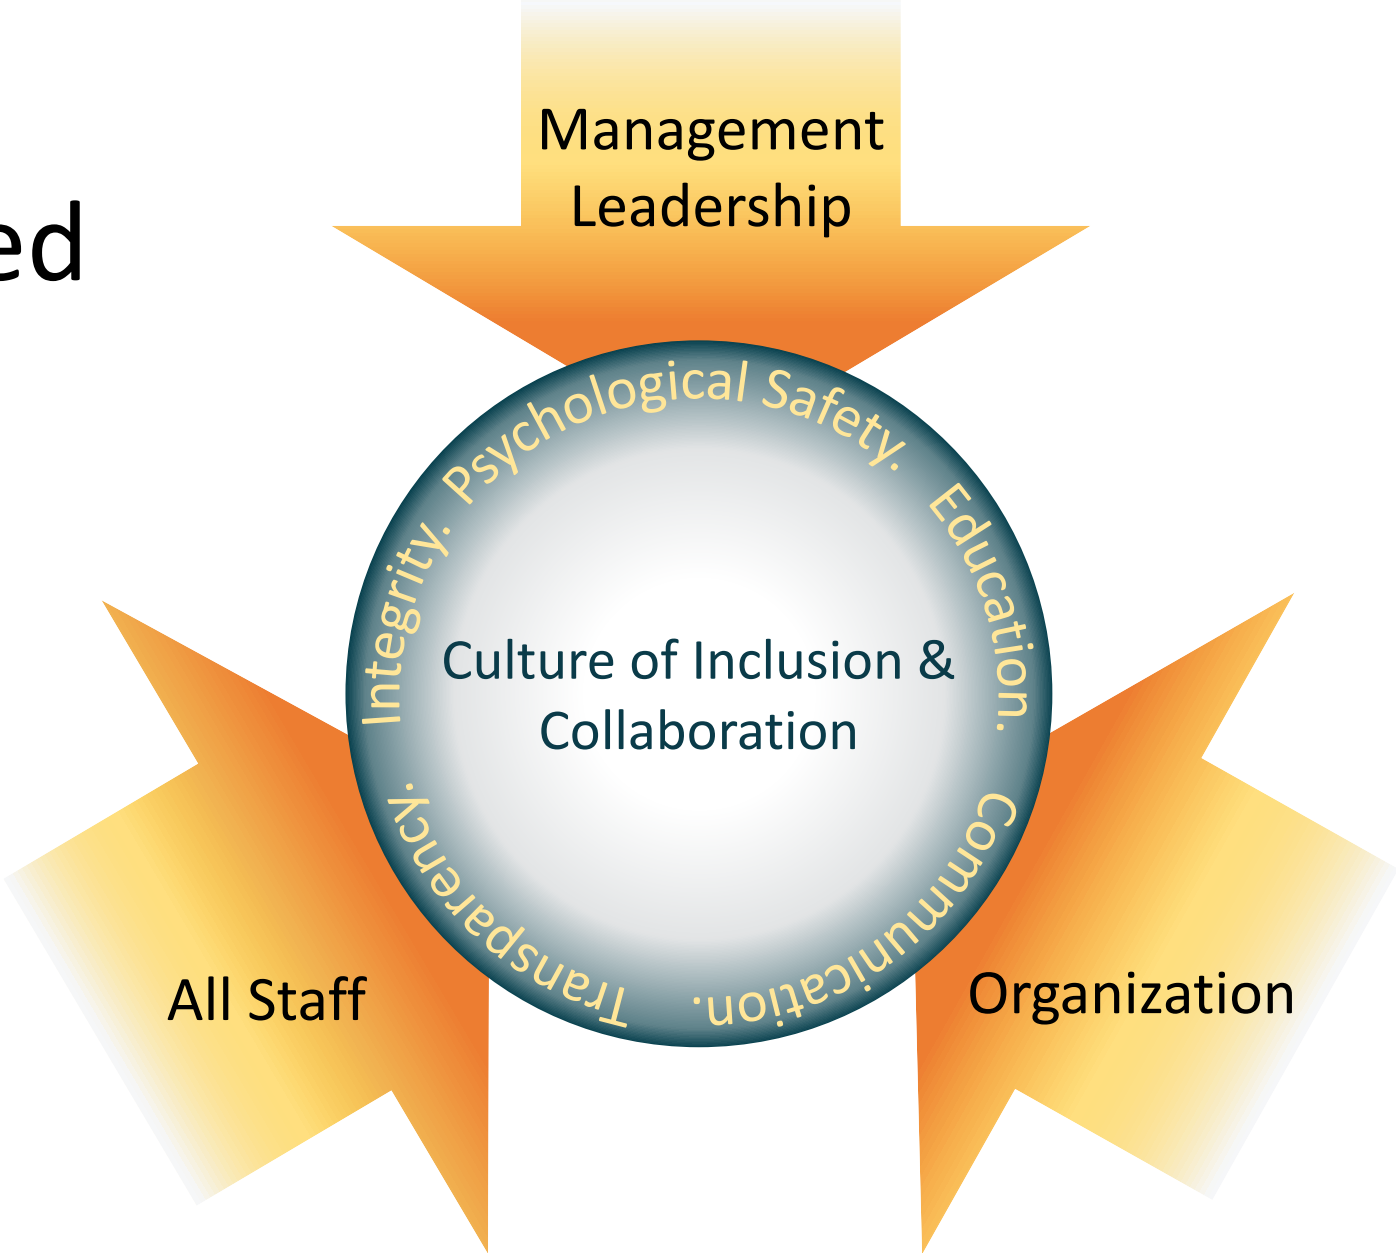 Management
Leadership
ed
Integrity. Psychological Safety. Education. Communication. Transparency.
Culture of Inclusion &
Collaboration
All Staff
Organization